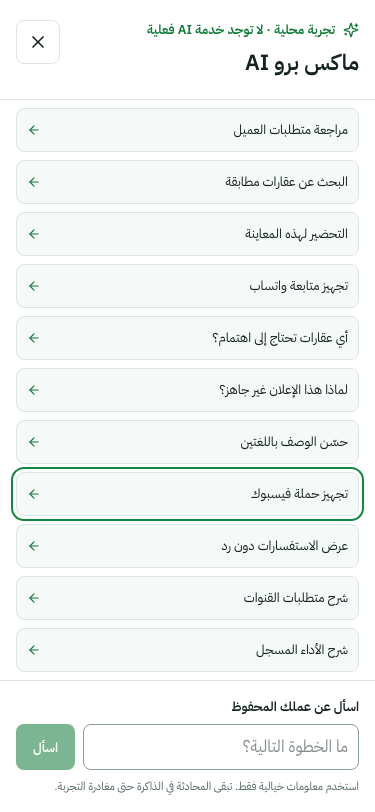 تجربة محلية · لا توجد خدمة AI فعلية
ماكس برو AI
مراجعة متطلبات العميل
البحث عن عقارات مطابقة
التحضير لهذه المعاينة
تجهيز متابعة واتساب
أي عقارات تحتاج إلى اهتمام؟
لماذا هذا الإعلان غير جاهز؟
حسّن الوصف باللغتين
تجهيز حملة فيسبوك
عرض الاستفسارات دون رد
شرح متطلبات القنوات
شرح الأداء المسجل
اسأل عن عملك المحفوظ
ما الخطوة التالية؟
اسأل
استخدم معلومات خيالية فقط. تبقى المحادثة في الذاكرة حتى مغادرة التجربة.